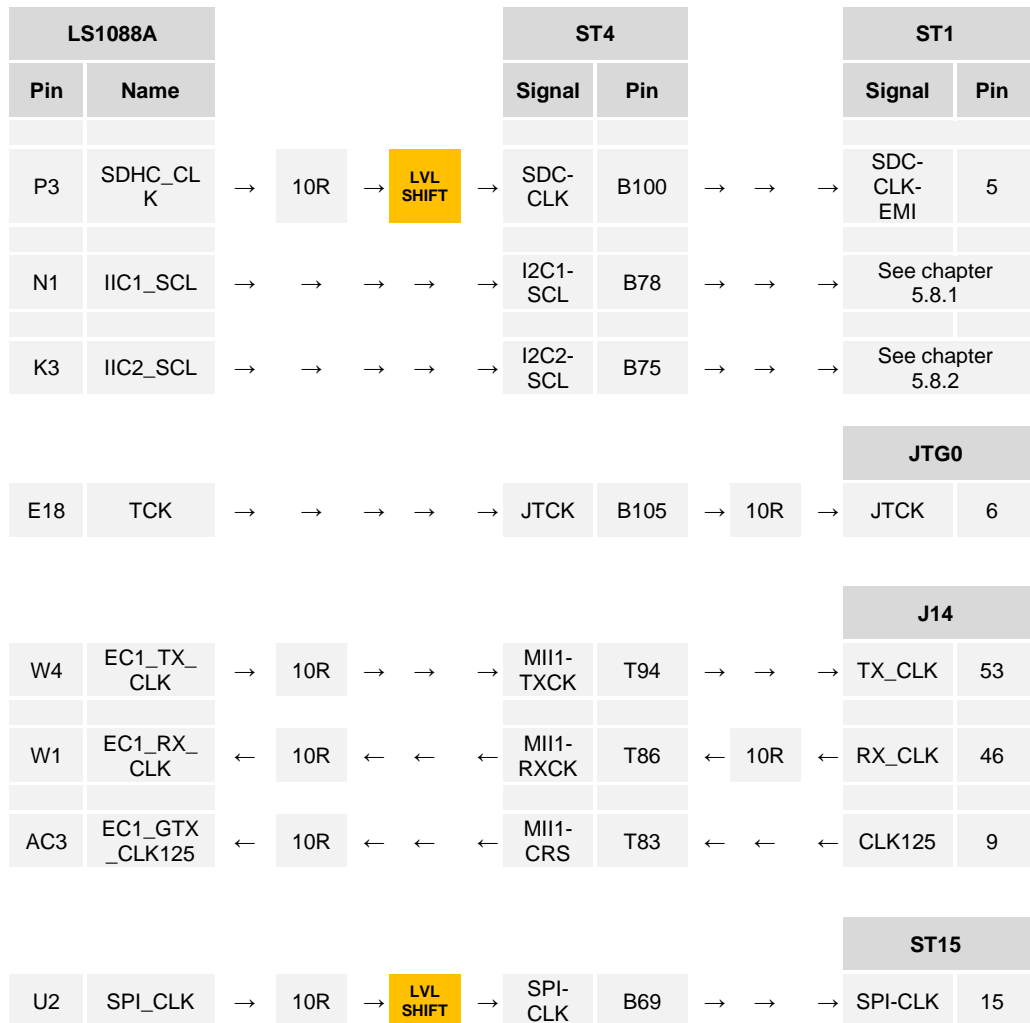 LS1088A ST4 ST1
Pin Name Signal Pin Signal Pin
P3 SDHC_CL
K → 10R → LVL
SHIFT → SDC-
CLK B100 → → → SDC-
CLK-
EMI 5
N1 IIC1_SCL → → → → → I2C1-
SCL B78 → → → See chapter
5.8.1
K3 IIC2_SCL → → → → → I2C2-
SCL B75 → → → See chapter
5.8.2
JTG0
E18 TCK → → → → → JTCK B105 → 10R → JTCK 6
J14
W4 EC1_TX_
CLK → 10R → → → MII1-
TXCK T94 → → → TX_CLK 53
W1 EC1_RX_
CLK ← 10R ← ← ← MII1-
RXCK T86 ← 10R ← RX_CLK 46
AC3 EC1_GTX
_CLK125 ← 10R ← ← ← MII1-
CRS T83 ← ← ← CLK125 9
ST15
U2 SPI_CLK → 10R → LVL
SHIFT → SPI-
CLK B69 → → → SPI-CLK 15